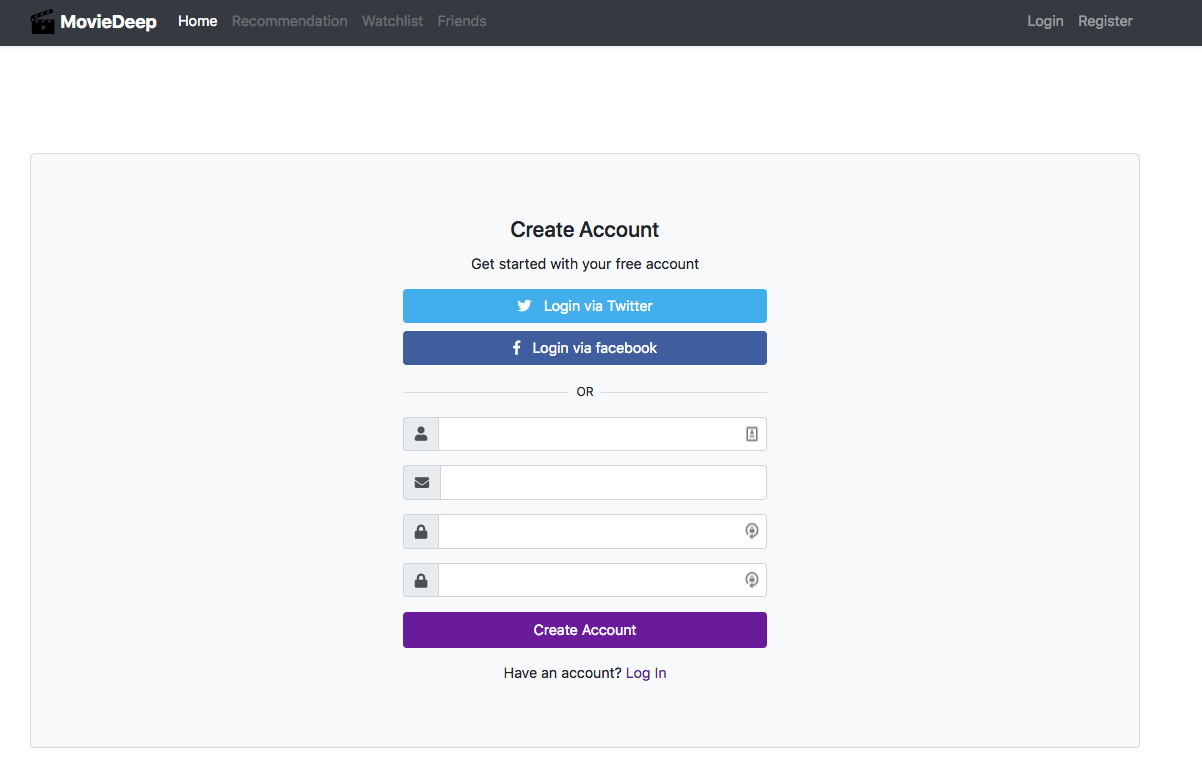 MovieDeep Home Recommendation Watchlist Friends Login Register
Create Account
Get started with your free account
Login via Twitter
Login via facebook
OR
Create Account
Have an account? Log In